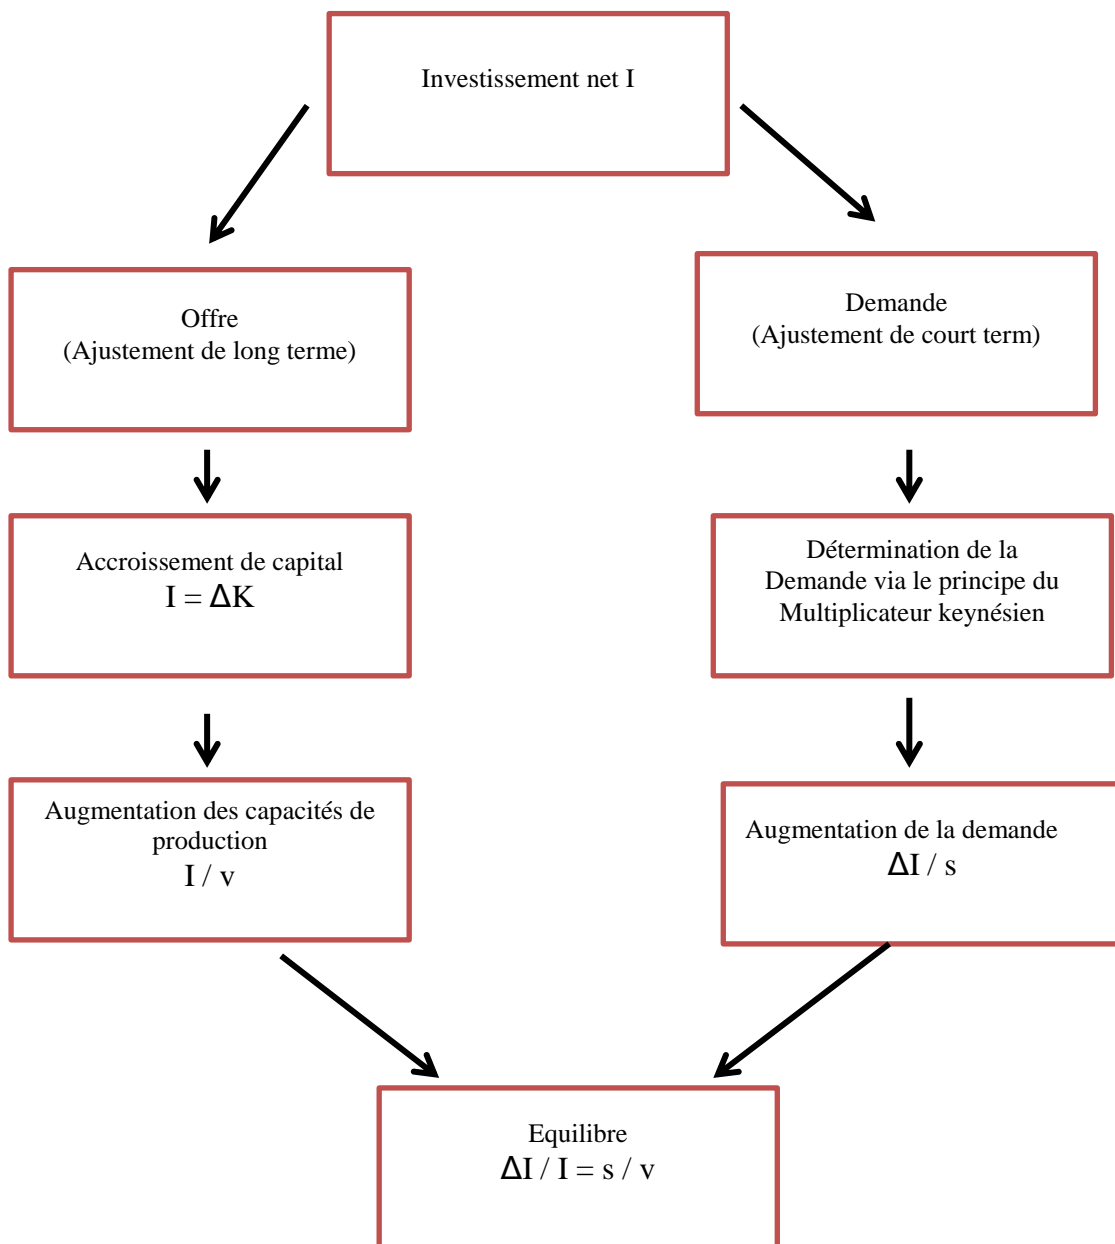 Investissement net I
Offre
(Ajustement de long terme)
Demande
(Ajustement de court term)
Accroissement de capital
I = ΔK
Détermination de la
Demande via le principe du
Multiplicateur keynésien
Augmentation des capacités de
production
I / v
Augmentation de la demande
ΔI / s
Equilibre
ΔI / I = s / v